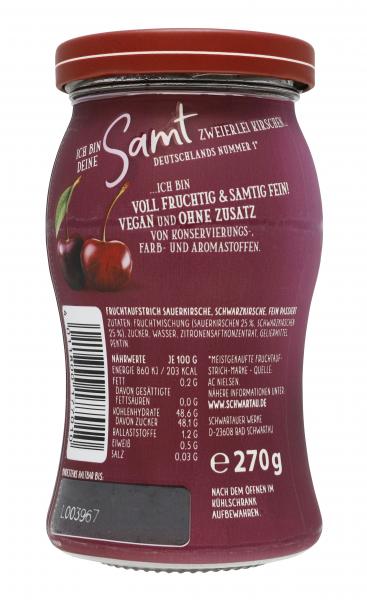 ICH BIN
DEINE
Samt
ZWEIERLEI KIRSCHEN...
DEUTSCHLANDS NUMMER 1*
...ICH BIN
VOLL FRUCHTIG & SAMTIG FEIN!
VEGAN UND OHNE ZUSATZ
VON KONSERVIERUNGS-,
FARB- UND AROMASTOFFEN.
FRUCHTAUFSTRICH SAUERKIRSCHE, SCHWARZKIRSCHE, FEIN PASSIERT
ZUTATEN: FRUCHTMISCHUNG (SAUERKIRSCHEN 25 %, SCHWARZKIRSCHEN
25 %), ZUCKER, WASSER, ZITRONENSAFTKONZENTRAT, GELIERMITTEL
PEKTIN.
NÄHRWERTE JE 100 G
ENERGIE 860 KJ / 203 KCAL
FETT 0,2 G
DAVON GESÄTTIGTE
FETTSÄUREN 0,0 G
KOHLENHYDRATE 48,6 G
DAVON ZUCKER 48,1 G
BALLASTSTOFFE 1,2 G
EIWEIß 0,5 G
SALZ 0,03 G
*MEISTGEKAUFTE FRUCHTAUF-
STRICH-MARKE - QUELLE:
AC NIELSEN.
NÄHERE INFORMATIONEN UNTER:
WWW.SCHWARTAU.DE
SCHWARTAUER WERKE
D-23608 BAD SCHWARTAU
℮270g
NACH DEM ÖFFNEN IM
KÜHLSCHRANK
AUFBEWAHREN.
MINDESTENS HALTBAR BIS:
L003967